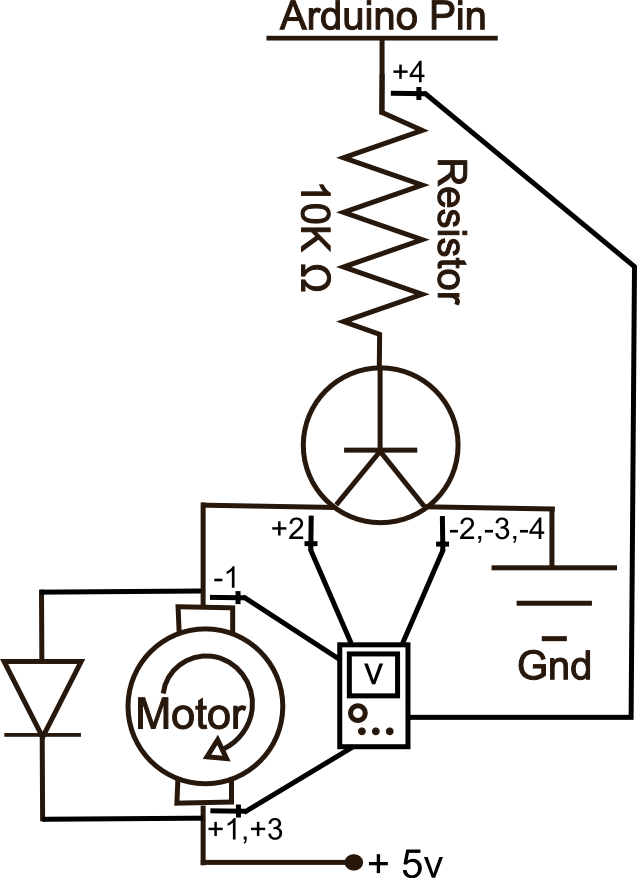 Arduino Pin
+4
Resistor
10K Ω
+2
-2,-3,-4
-1
V
Gnd
Motor
+1,+3
+ 5v